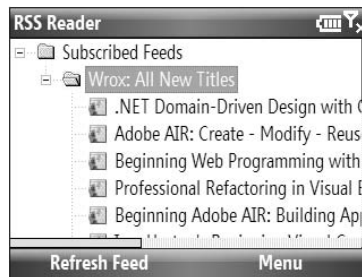 RSS Reader
Subscribed Feeds
Wrox: All New Titles
.NET Domain-Driven Design with
Adobe AIR: Create - Modify - Reus
Beginning Web Programming with
Professional Refactoring in Visual
Beginning Adobe AIR: Building Ap
Refresh Feed Menu